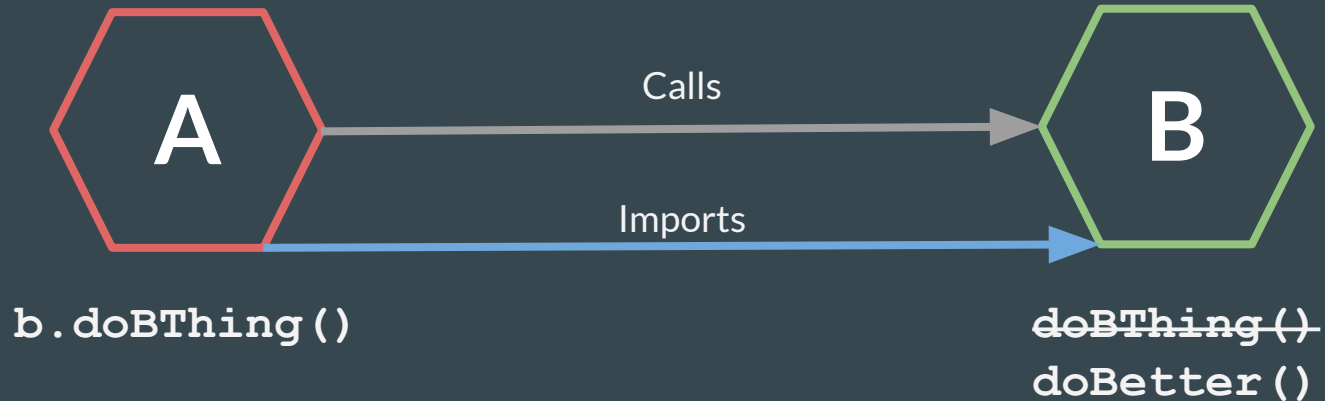 A
Calls
B
Imports
b.doBThing()
doBThing()
doBetter()